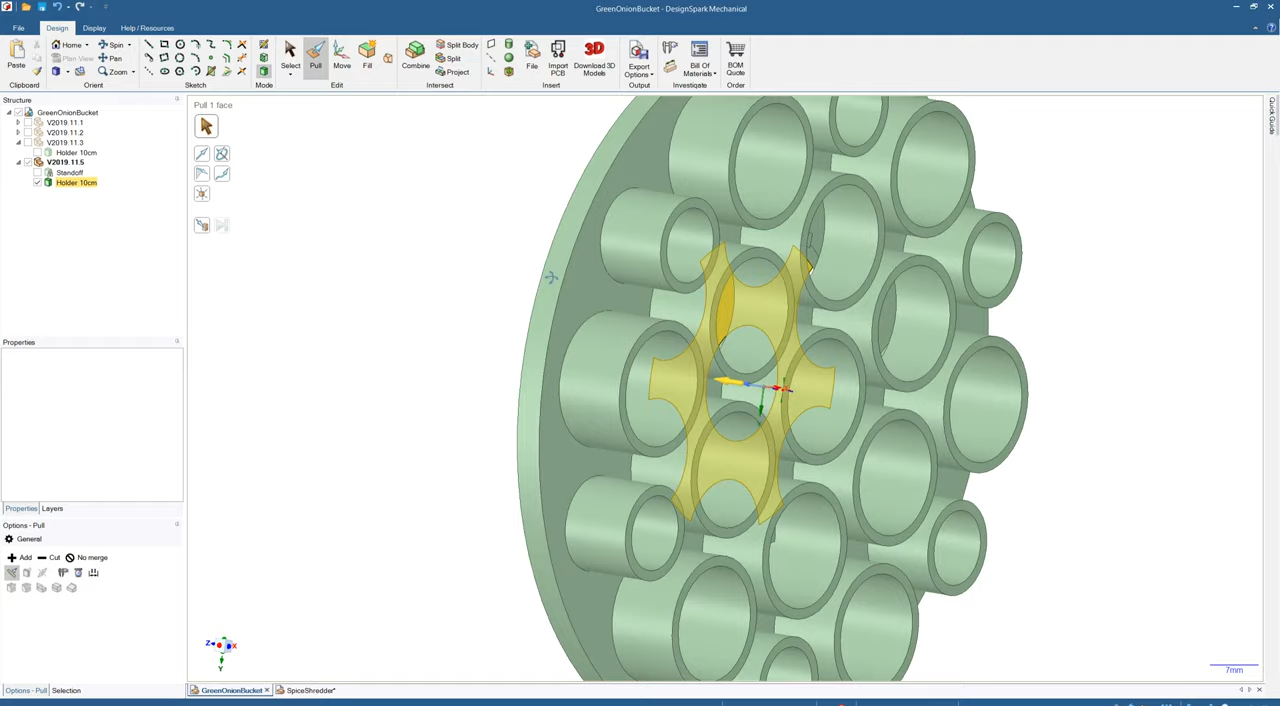 GreenOnionBucket - DesignSpark Mechanical
File Design Display Help / Resources
Paste Home Plan View Spin Pan Zoom Select Pull Move Fill Combine Split Body Split Project File Import PCB Download 3D Models Export Options Bill Of Materials BOM Quote
3D
Clipboard Orient Sketch Mode Edit Intersect Insert Output Investigate Order
Structure
GreenOnionBucket
V2019.11.1
V2019.11.2
V2019.11.3
Holder 10cm
V2019.11.5
Standoff
Holder 10cm
Pull 1 face
Quick Guide
Properties
Properties Layers
Options - Pull
General
Add Cut No merge
Z X
Y
7mm
Options - Pull Selection GreenOnionBucket SpiceShredder*